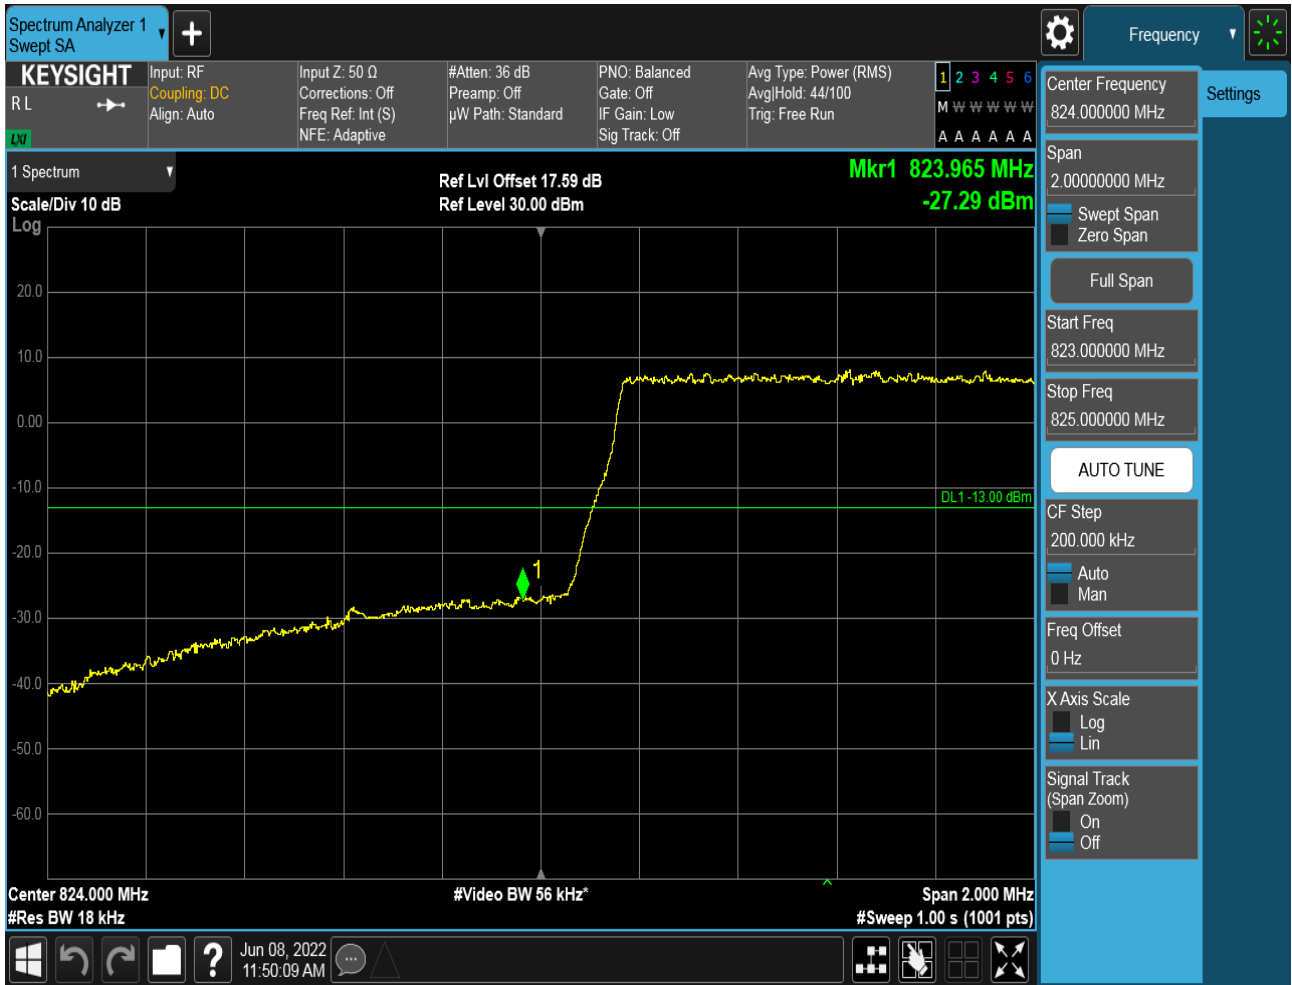 Spectrum Analyzer 1
Swept SA
Frequency
KEYSIGHT
R L
LXI
Input: RF
Coupling: DC
Align: Auto
Input Z: 50 Ω
Corrections: Off
Freq Ref: Int (S)
NFE: Adaptive
#Atten: 36 dB
Preamp: Off
µW Path: Standard
PNO: Balanced
Gate: Off
IF Gain: Low
Sig Track: Off
Avg Type: Power (RMS)
Avg|Hold: 44/100
Trig: Free Run
1 2 3 4 5 6
M W W W W W
A A A A A A
1 Spectrum
Scale/Div 10 dB
Log
Ref Lvl Offset 17.59 dB
Ref Level 30.00 dBm
Mkr1 823.965 MHz
-27.29 dBm
20.0
10.0
0.00
-10.0
-20.0
-30.0
-40.0
-50.0
-60.0
DL1 -13.00 dBm
1
Center 824.000 MHz
#Res BW 18 kHz
#Video BW 56 kHz*
Span 2.000 MHz
#Sweep 1.00 s (1001 pts)
Jun 08, 2022
11:50:09 AM
?
Settings
Center Frequency
824.000000 MHz
Span
2.00000000 MHz
Swept Span
Zero Span
Full Span
Start Freq
823.000000 MHz
Stop Freq
825.000000 MHz
AUTO TUNE
CF Step
200.000 kHz
Auto
Man
Freq Offset
0 Hz
X Axis Scale
Log
Lin
Signal Track
(Span Zoom)
On
Off